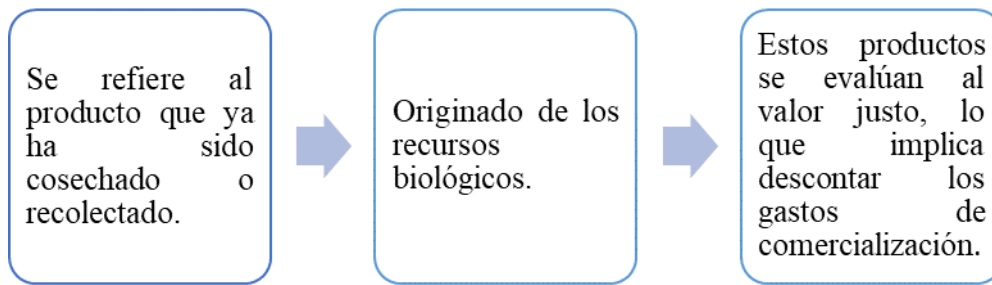 Se refiere al
producto que ya
ha sido
cosechado o
recolectado.
Originado de los
recursos
biológicos.
Estos productos
se evalúan al
valor justo, lo
que implica
descontar los
gastos de
comercialización.